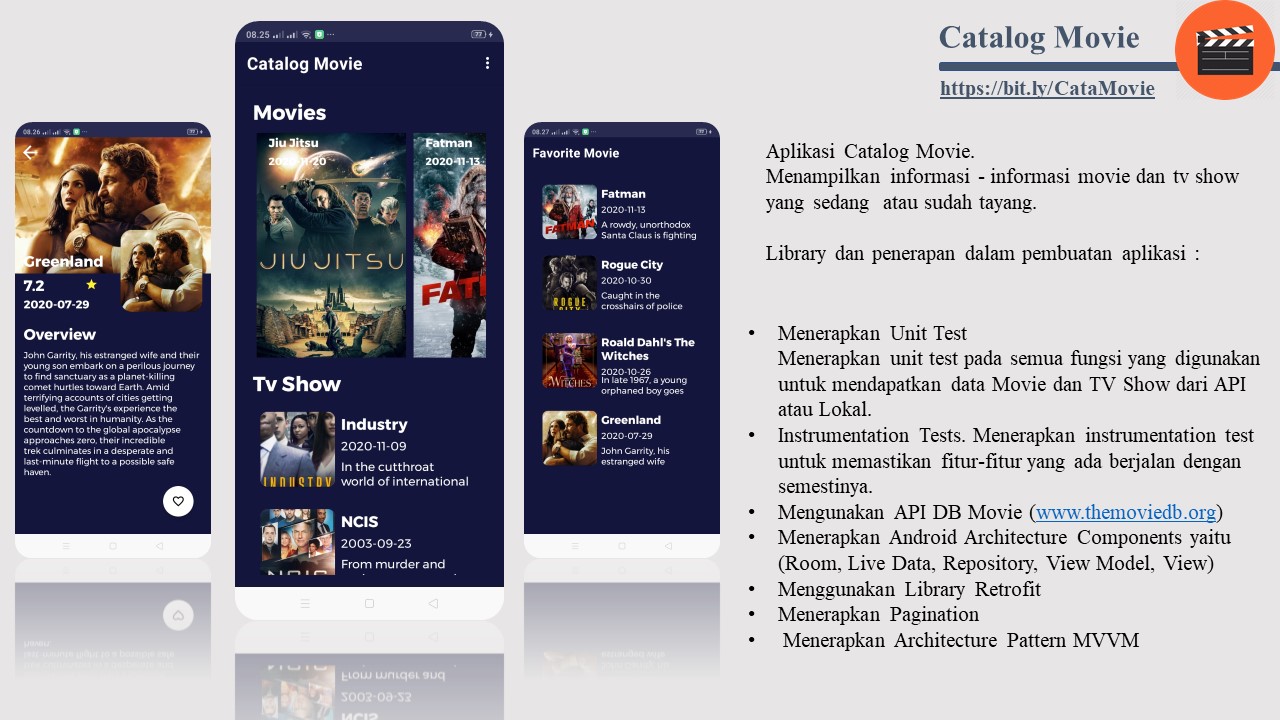 Catalog Movie
https://bit.ly/CataMovie
08.26
77
Greenland
7.2
2020-07-29
Overview
John Garrity, his estranged wife and their
young son embark on a perilous journey
to find sanctuary as a planet-killing
comet hurtles toward Earth. Amid
terrifying accounts of cities getting
levelled, the Garrity's experience the
best and worst in humanity. As the
countdown to the global apocalypse
approaches zero, their incredible
trek culminates in a desperate and
last-minute flight to a possible safe
haven.
08.25
77
Catalog Movie
Movies
Jiu Jitsu
2020-11-20
JIU JITSU
Fatman
2020-11-13
FAT
Tv Show
Industry
2020-11-09
In the cutthroat
world of international
INDUSTRY
NCIS
2003-09-23
From murder and
NCIS
08.27
77
Favorite Movie
Fatman
2020-11-13
A rowdy, unorthodox
Santa Claus is fighting
FATMAN
Rogue City
2020-10-30
Caught in the
crosshairs of police
ROGUE
CITY
Roald Dahl's The
Witches
2020-10-26
In late 1967, a young
orphaned boy goes
WITCHES
Greenland
2020-07-29
John Garrity, his
estranged wife
Aplikasi Catalog Movie.
Menampilkan informasi - informasi movie dan tv show
yang sedang atau sudah tayang.
Library dan penerapan dalam pembuatan aplikasi :
• Menerapkan Unit Test
Menerapkan unit test pada semua fungsi yang digunakan
untuk mendapatkan data Movie dan TV Show dari API
atau Lokal.
• Instrumentation Tests. Menerapkan instrumentation test
untuk memastikan fitur-fitur yang ada berjalan dengan
semestinya.
• Mengunakan API DB Movie (www.themoviedb.org)
• Menerapkan Android Architecture Components yaitu
(Room, Live Data, Repository, View Model, View)
• Menggunakan Library Retrofit
• Menerapkan Pagination
• Menerapkan Architecture Pattern MVVM